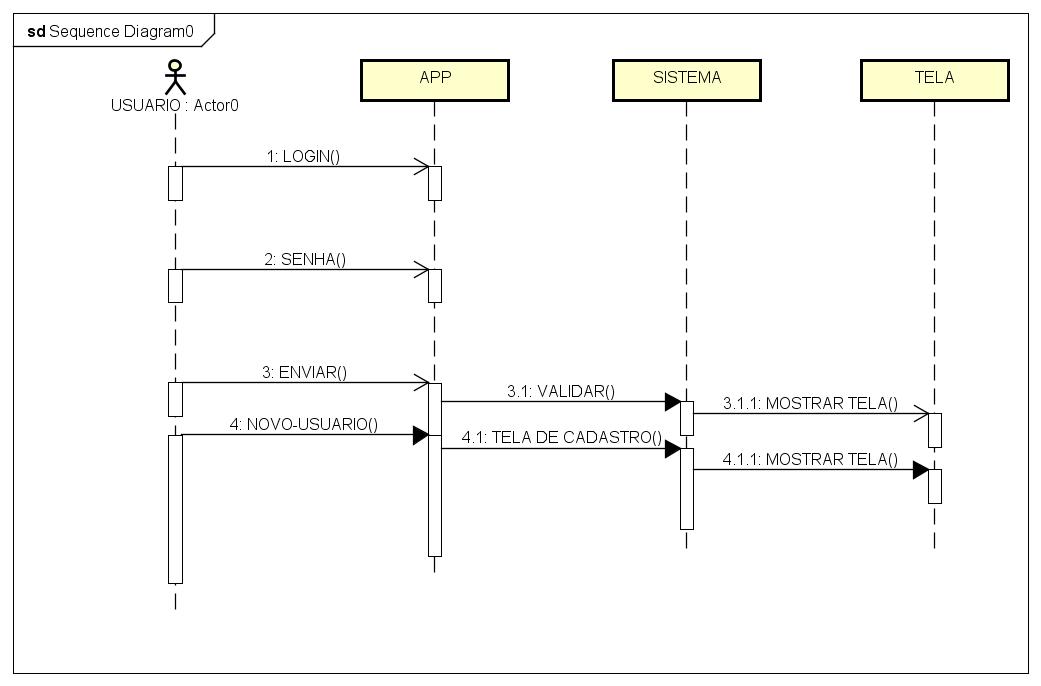 sd Sequence Diagram0
USUARIO : Actor0
APP
SISTEMA
TELA
1: LOGIN()
2: SENHA()
3: ENVIAR()
3.1: VALIDAR()
3.1.1: MOSTRAR TELA()
4: NOVO-USUARIO()
4.1: TELA DE CADASTRO()
4.1.1: MOSTRAR TELA()